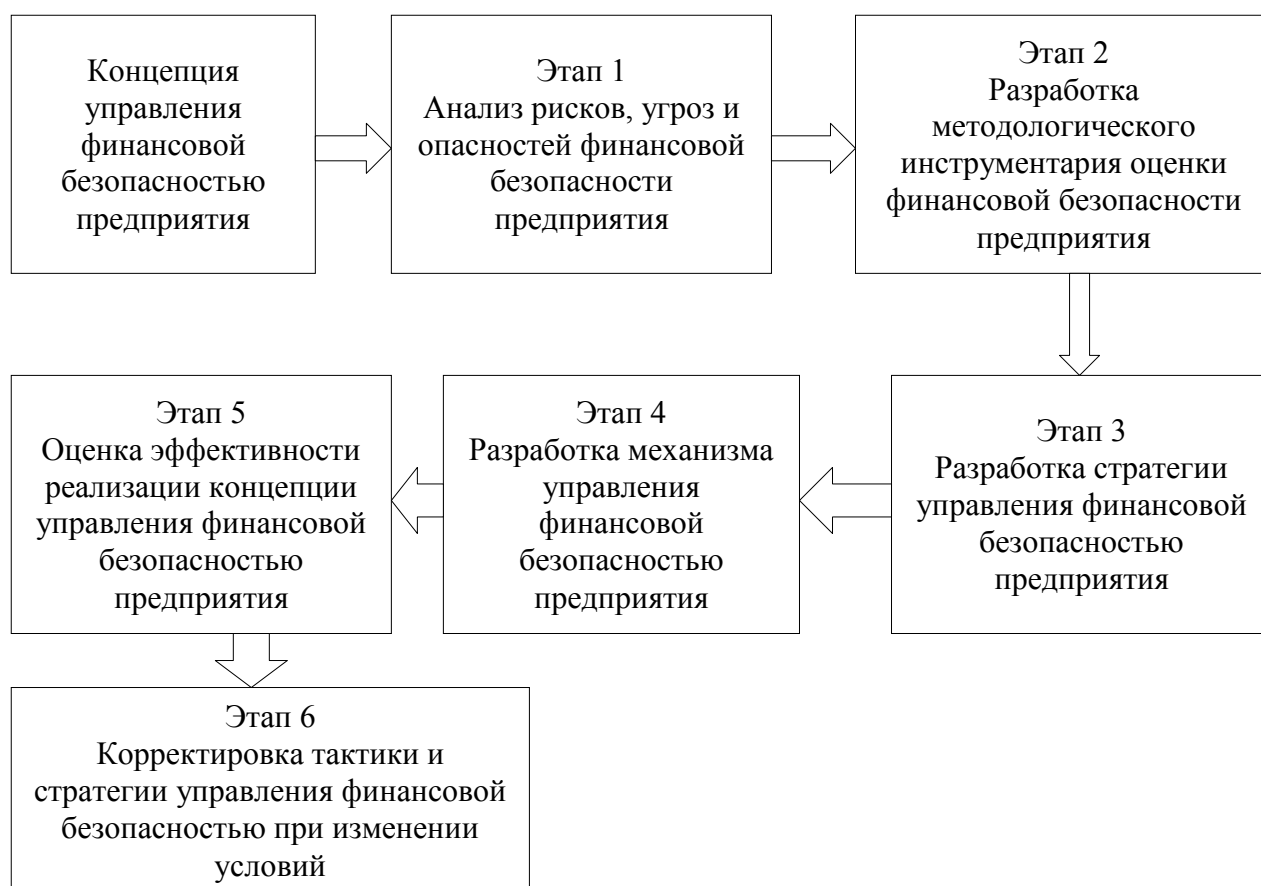 Концепция
управления
финансовой
безопасностью
предприятия
Этап 1
Анализ рисков, угроз и
опасностей финансовой
безопасности
предприятия
Этап 2
Разработка
методологического
инструментария оценки
финансовой безопасности
предприятия
Этап 3
Разработка стратегии
управления финансовой
безопасностью
предприятия
Этап 4
Разработка механизма
управления
финансовой
безопасностью
предприятия
Этап 5
Оценка эффективности
реализации концепции
управления финансовой
безопасностью
предприятия
Этап 6
Корректировка тактики и
стратегии управления финансовой
безопасностью при изменении
условий